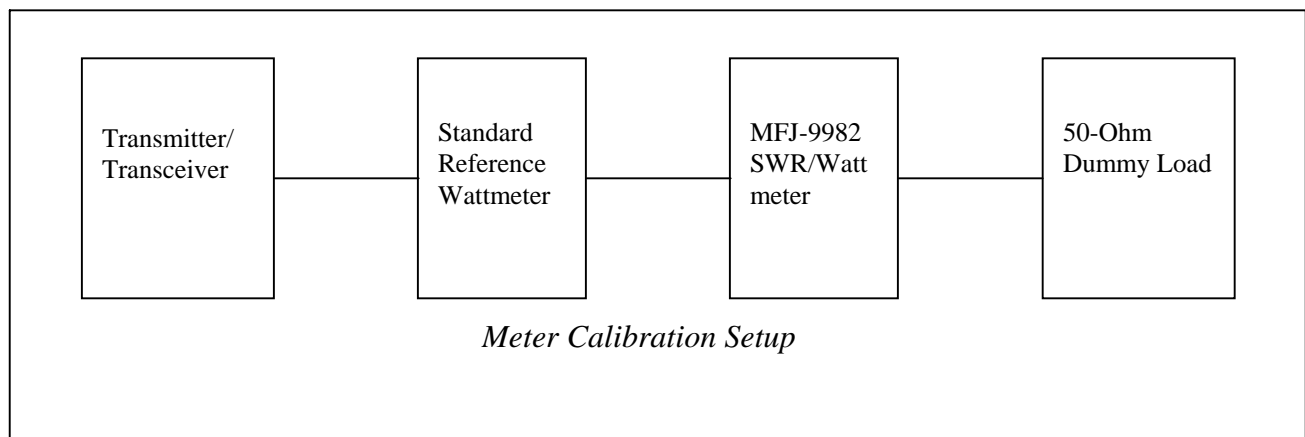 Transmitter/
Transceiver
Standard
Reference
Wattmeter
MFJ-9982
SWR/Watt
meter
50-Ohm
Dummy Load
Meter Calibration Setup